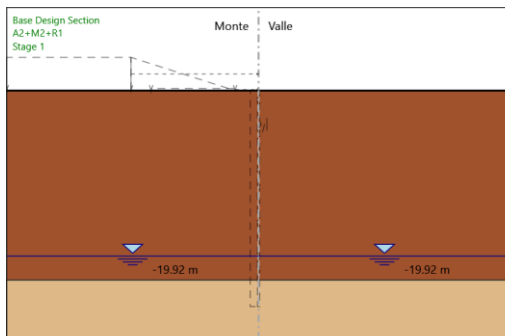 Base Design Section
A2+M2+R1
Stage 1
Monte Valle
-19.92 m -19.92 m